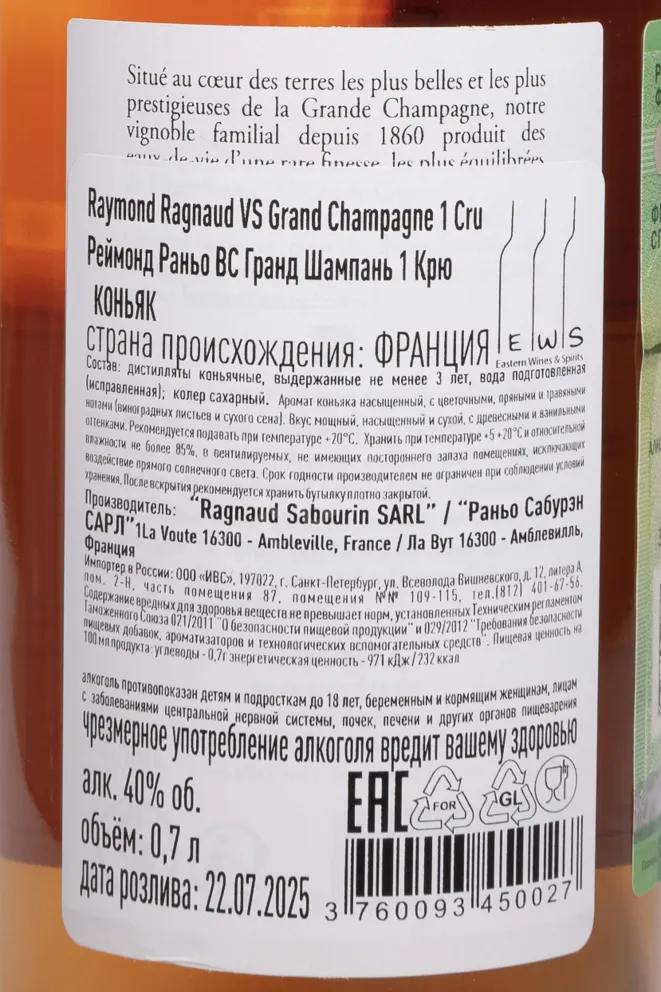 Situé au cœur des terres les plus belles et les plus
prestigieuses de la Grande Champagne, notre
vignoble familial depuis 1860 produit des
eaux-de-vie d'une rare finesse, les plus équilibrées
Raymond Ragnaud VS Grand Champagne 1 Cru
Реймонд Раньо ВС Гранд Шампань 1 Крю
КОНЬЯК
страна происхождения: ФРАНЦИЯ
E W S
Eastern Wines & Spirits
Состав: дистилляты коньячные, выдержанные не менее 3 лет, вода подготовленная
(исправленная); колер сахарный. Аромат коньяка насыщенный, с цветочными, пряными и травяными
нотами (виноградных листьев и сухого сена). Вкус мощный, насыщенный и сухой, с древесными и ванильными
оттенками. Рекомендуется подавать при температуре +20°С. Хранить при температуре +5 +20°С и относительной
влажности не более 85%, в вентилируемых, не имеющих постороннего запаха помещениях, исключающих
воздействие прямого солнечного света. Срок годности производителем не ограничен при соблюдении условий
хранения. После вскрытия рекомендуется хранить бутылку плотно закрытой.
Производитель: "Ragnaud Sabourin SARL" / "Раньо Сабурэн
САРЛ"1La Voute 16300 - Ambleville, France / Ла Вут 16300 - Амблевилль,
Франция
Импортер в России: ООО «ИВС», 197022, г. Санкт-Петербург, ул. Всеволода Вишневского, д. 12, литера А,
пом. 2-Н, часть помещения 87, помещения №№ 109-115, тел.(812) 401-67-56.
Содержание вредных для здоровья веществ не превышает норм, установленных Техническим регламентом
Таможенного Союза 021/2011 "О безопасности пищевой продукции" и 029/2012 "Требования безопасности
пищевых добавок, ароматизаторов и технологических вспомогательных средств". Пищевая ценность на
100 мл продукта: углеводы - 0,7г энергетическая ценность - 971 кДж/232 ккал
алкоголь противопоказан детям и подросткам до 18 лет, беременным и кормящим женщинам, лицам
с заболеваниями центральной нервной системы, почек, печени и других органов пищеварения
чрезмерное употребление алкоголя вредит вашему здоровью
алк. 40% об.
EAC
FOR
GL
объём: 0,7 л
дата розлива: 22.07.2025
3 760093 450027